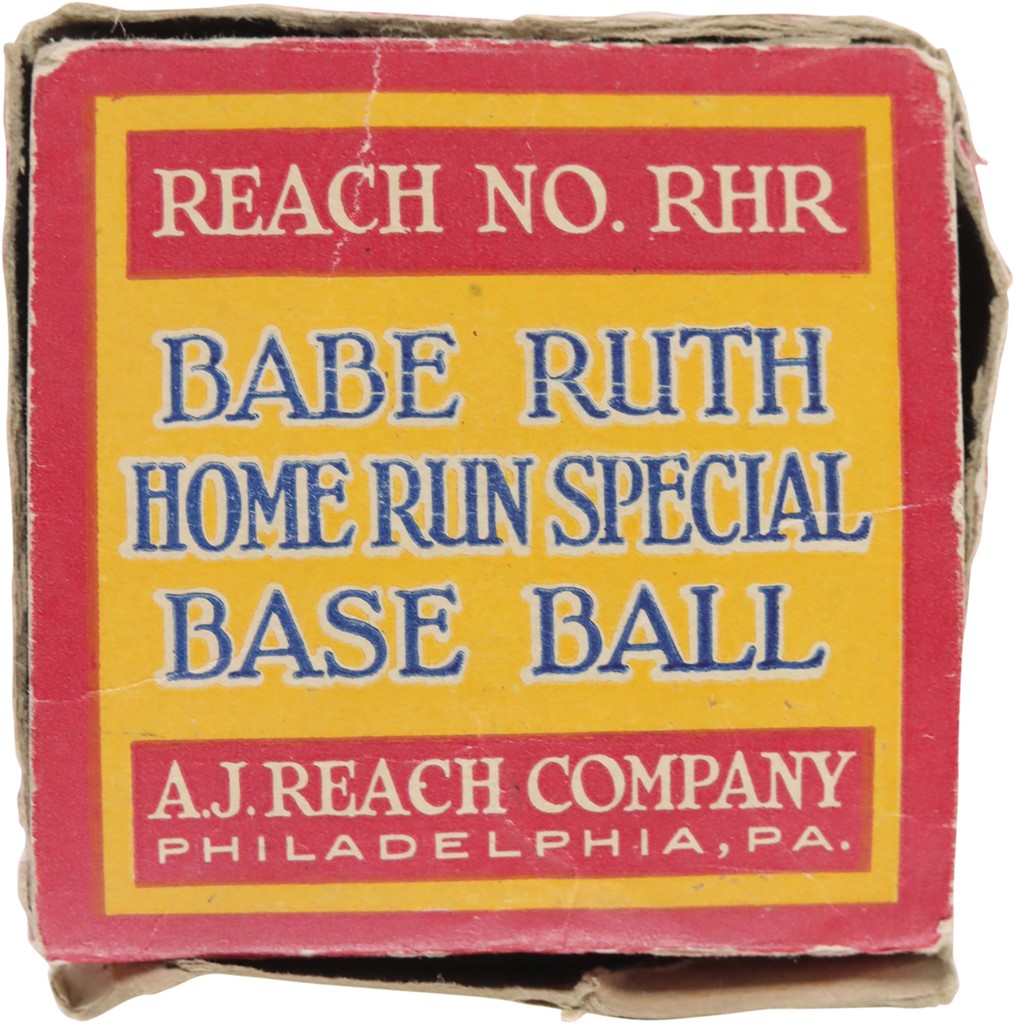 REACH NO. RHR
BABE RUTH
HOME RUN SPECIAL
BASE BALL
A.J. REACH COMPANY
PHILADELPHIA, PA.